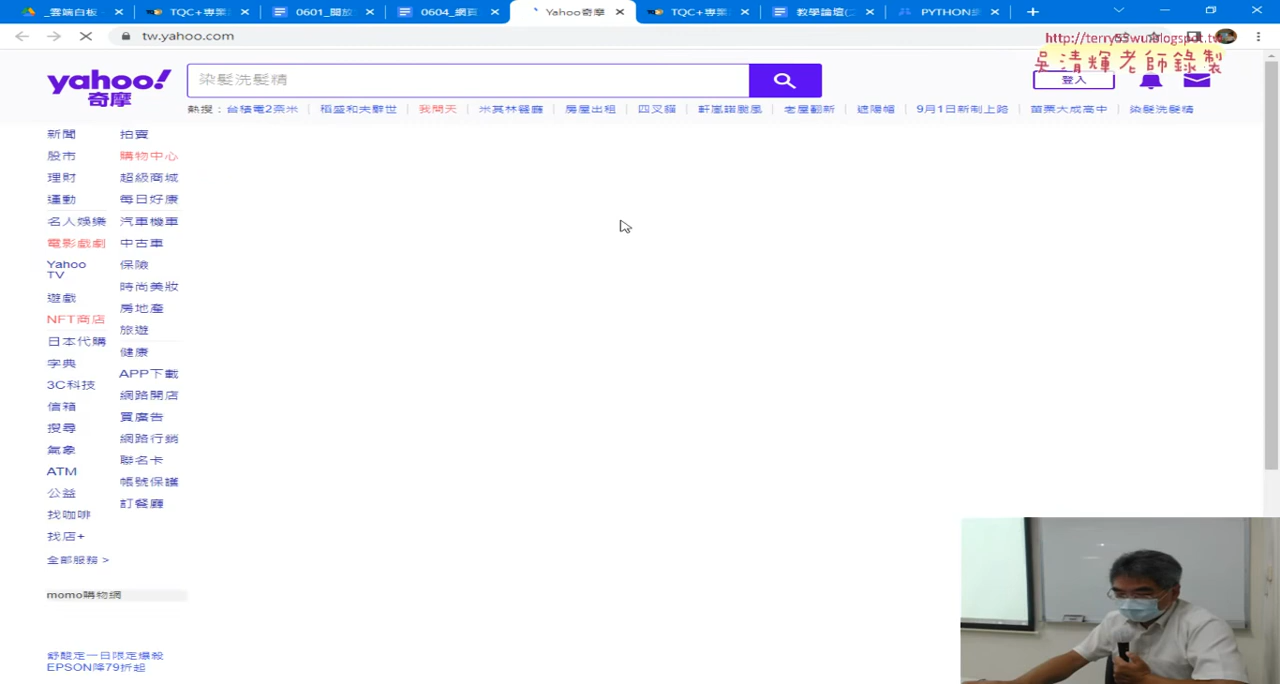 _雲端白板
TQC+專案
0601_開放
0604_網頁
Yahoo奇摩
TQC+專案
教學論壇(之
PYTHON
tw.yahoo.com
http://terry55wu.blogspot.tw
吳清輝老師錄製
yahoo!
奇摩
染髮洗髮精
登入
熱搜：台積電2奈米
稻盛和夫辭世
我問天
米其林餐廳
房屋出租
四叉貓
軒嵐諾颱風
老屋翻新
遮陽帽
9月1日新制上路
苗栗大成高中
染髮洗髮精
新聞
拍賣
股市
購物中心
理財
超級商城
運動
每日好康
名人娛樂
汽車機車
電影戲劇
中古車
Yahoo
TV
保險
時尚美妝
遊戲
房地產
NFT商店
旅遊
日本代購
健康
字典
APP下載
3C科技
網路開店
信箱
買廣告
搜尋
網路行銷
氣象
聯名卡
ATM
帳號保護
公益
訂餐廳
找咖啡
找店+
全部服務 >
momo購物網
舒酸定一日限定爆殺
EPSON降79折起